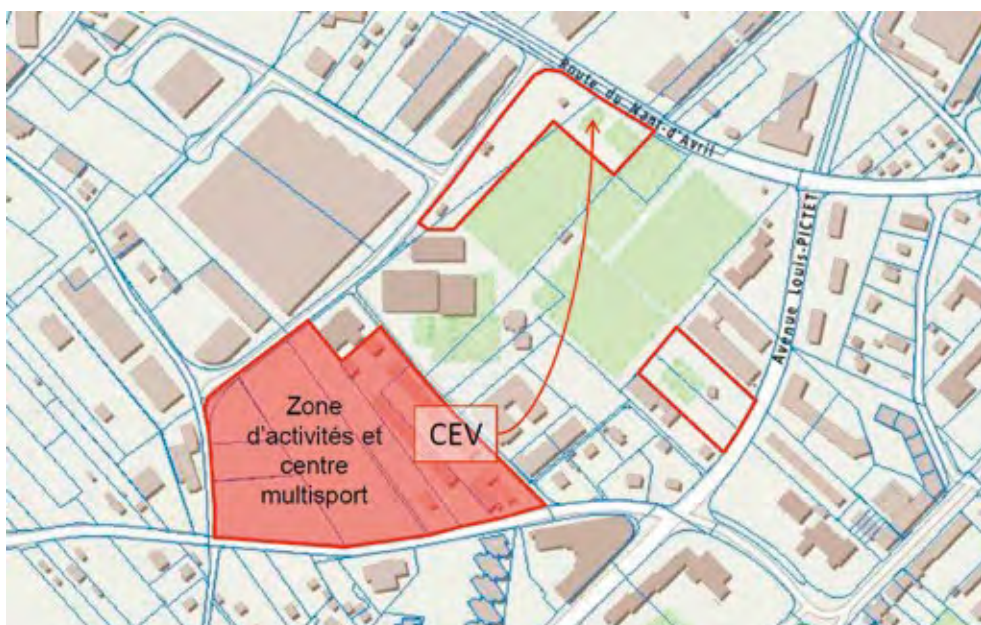 Route du Nant-d'Avril
Avenue Louis-PICTET
Zone
d'activités et
centre
multisport
CEV